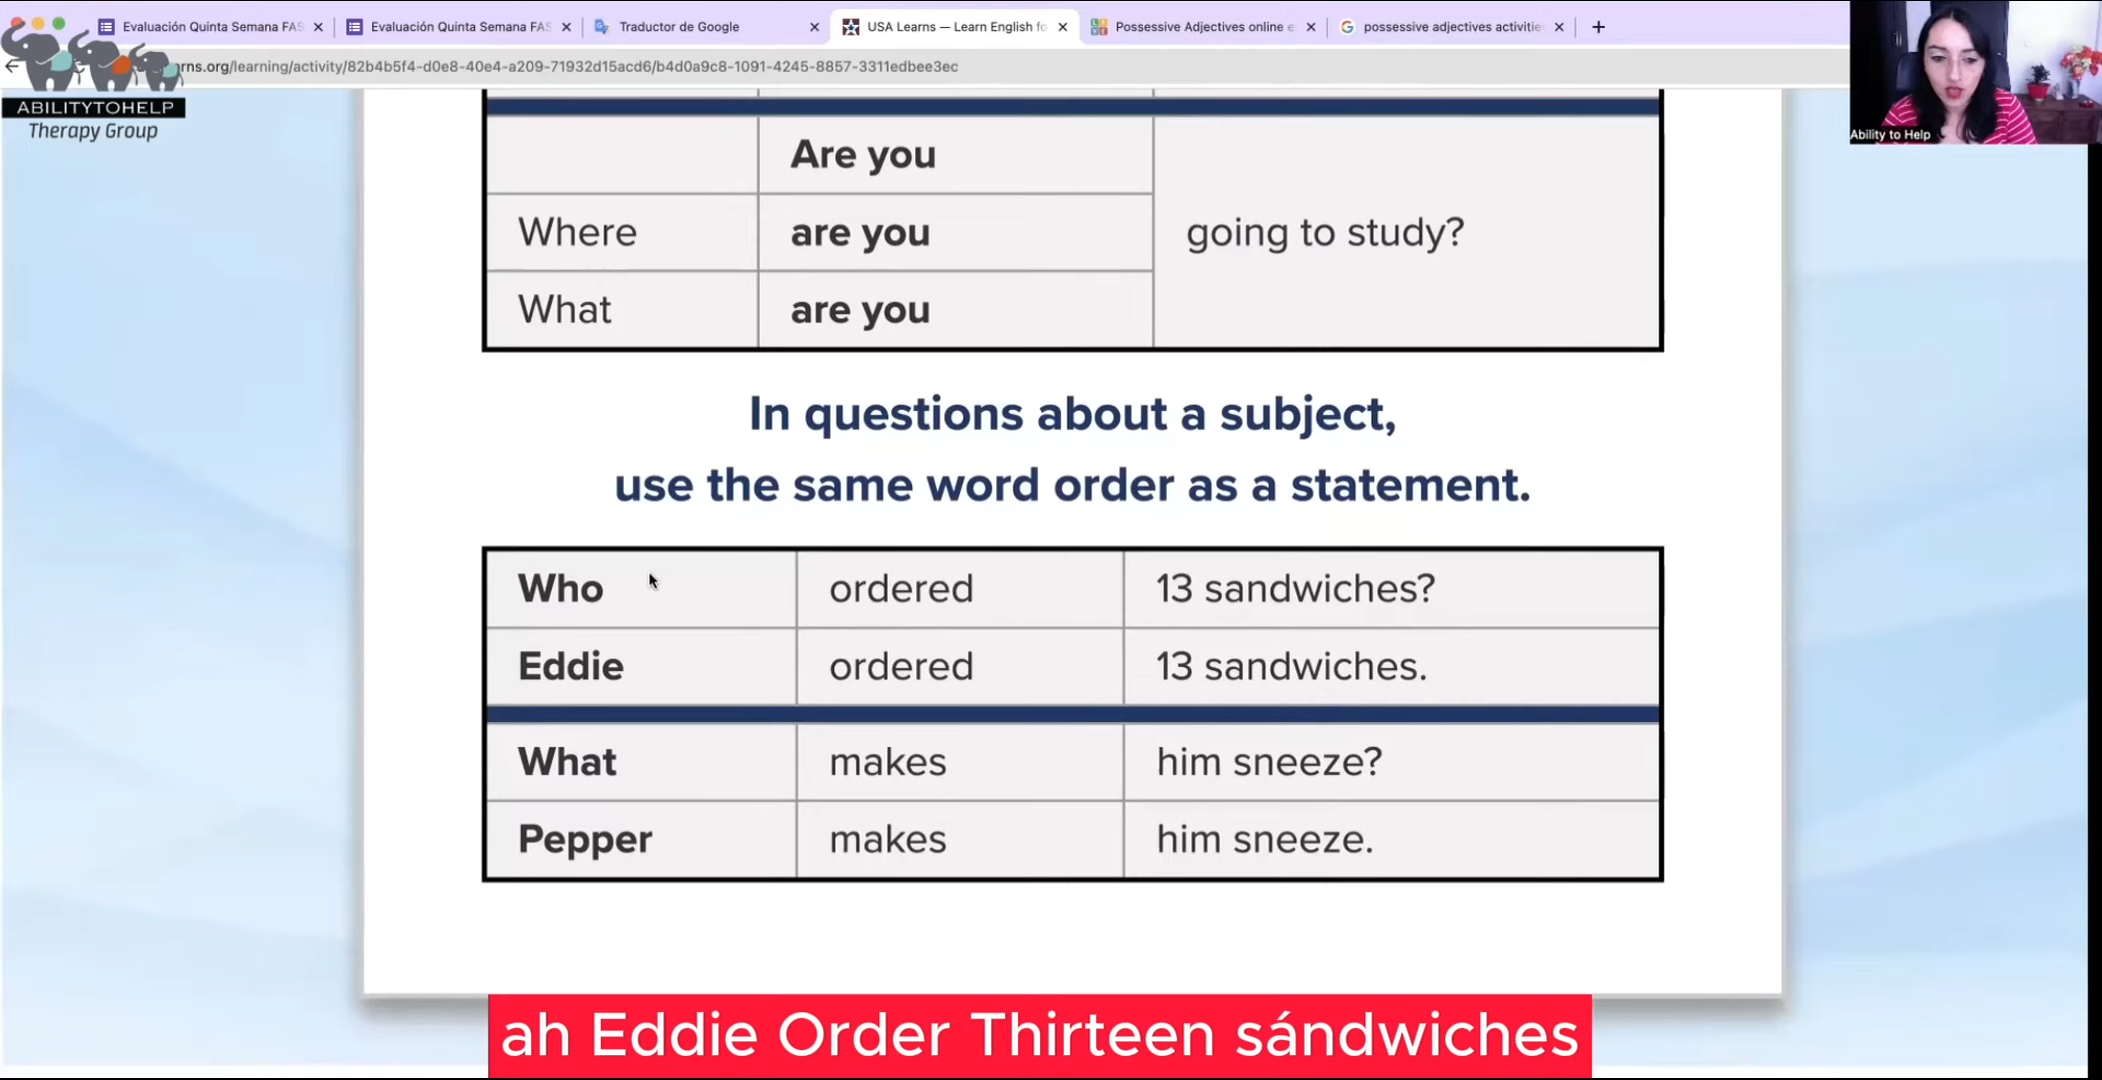 Evaluación Quinta Semana FAS
Evaluación Quinta Semana FAS
Traductor de Google
USA Learns — Learn English fo
Possessive Adjectives online e
possessive adjectives activitie
rns.org/learning/activity/82b4b5f4-d0e8-40e4-a209-71932d15acd6/b4d0a9c8-1091-4245-8857-3311edbee3ec
ABILITYTOHELP
Therapy Group
Ability to Help
Are you
Where are you going to study?
What are you
In questions about a subject,
use the same word order as a statement.
Who ordered 13 sandwiches?
Eddie ordered 13 sandwiches.
What makes him sneeze?
Pepper makes him sneeze.
ah Eddie Order Thirteen sándwiches